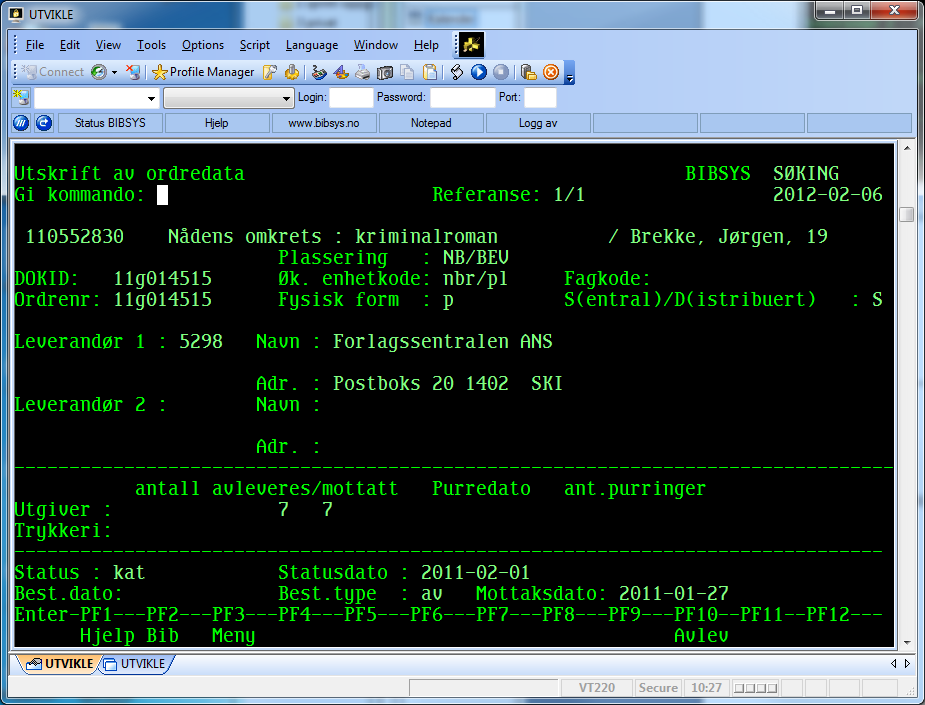 UTVIKLE
File Edit View Tools Options Script Language Window Help
Connect Profile Manager
Login: Password: Port:
Status BIBSYS Hjelp www.bibsys.no Notepad Logg av
Utskrift av ordredata BIBSYS SØKING
Gi kommando: Referanse: 1/1 2012-02-06
110552830 Nådens omkrets : kriminalroman / Brekke, Jørgen, 19
Plassering : NB/BEV
DOKID: 11g014515 Øk. enhetkode: nbr/pl Fagkode:
Ordrenr: 11g014515 Fysisk form : p S(entral)/D(istribuert) : S
Leverandør 1 : 5298 Navn : Forlagssentralen ANS
Adr. : Postboks 20 1402 SKI
Leverandør 2 : Navn :
Adr. :
--------------------------------------------------------------------------------
antall avleveres/mottatt Purredato ant.purringer
Utgiver : 7 7
Trykkeri:
-------------------------------------------------------------------------------
Status : kat Statusdato : 2011-02-01
Best.dato: Best.type : av Mottaksdato: 2011-01-27
Enter-PF1---PF2---PF3---PF4---PF5---PF6---PF7---PF8---PF9---PF10--PF11--PF12---
Hjelp Bib Meny Avlev
UTVIKLE UTVIKLE
VT220 Secure 10:27